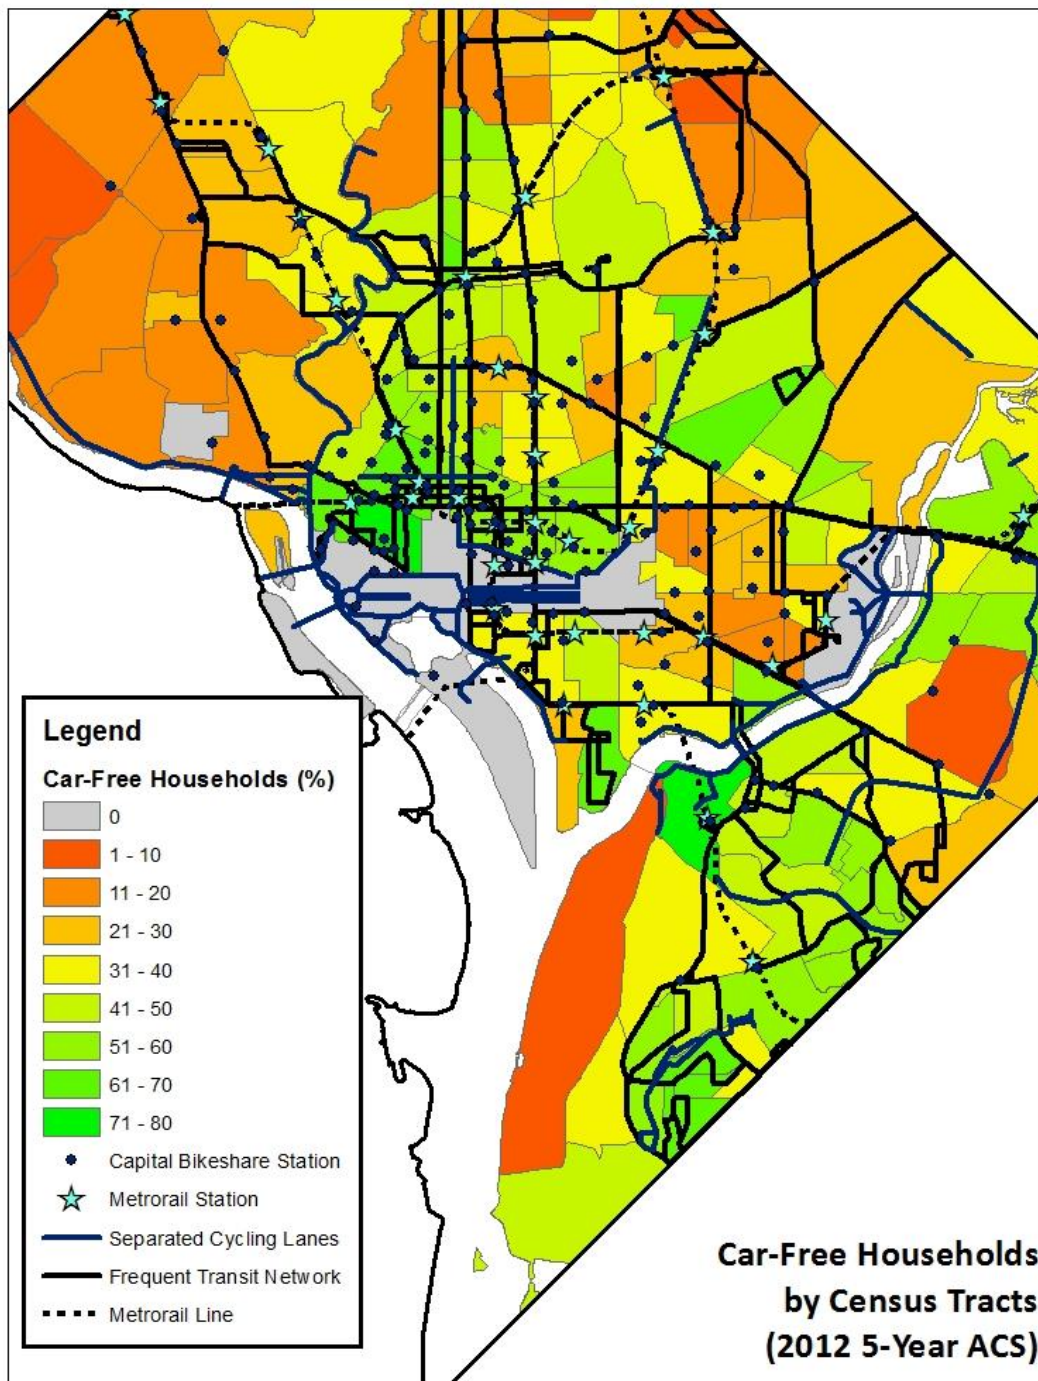 Legend
Car-Free Households (%)
0
1 - 10
11 - 20
21 - 30
31 - 40
41 - 50
51 - 60
61 - 70
71 - 80
Capital Bikeshare Station
Metrorail Station
Separated Cycling Lanes
Frequent Transit Network
Metrorail Line
Car-Free Households
by Census Tracts
(2012 5-Year ACS)